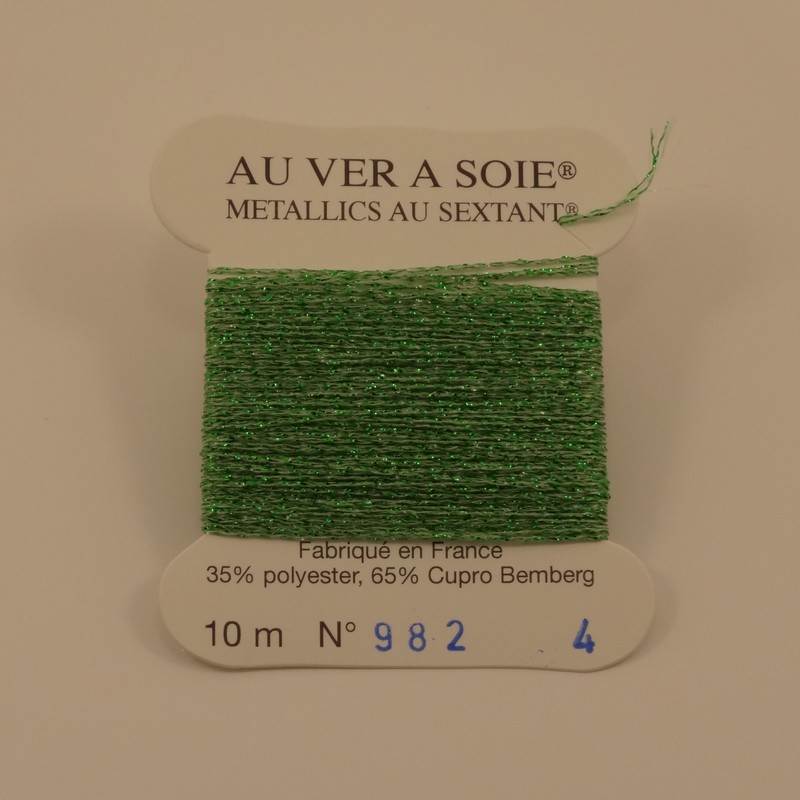 AU VER A SOIE®
METALLICS AU SEXTANT®
Fabriqué en France
35% polyester, 65% Cupro Bemberg
10 m N° 982 4